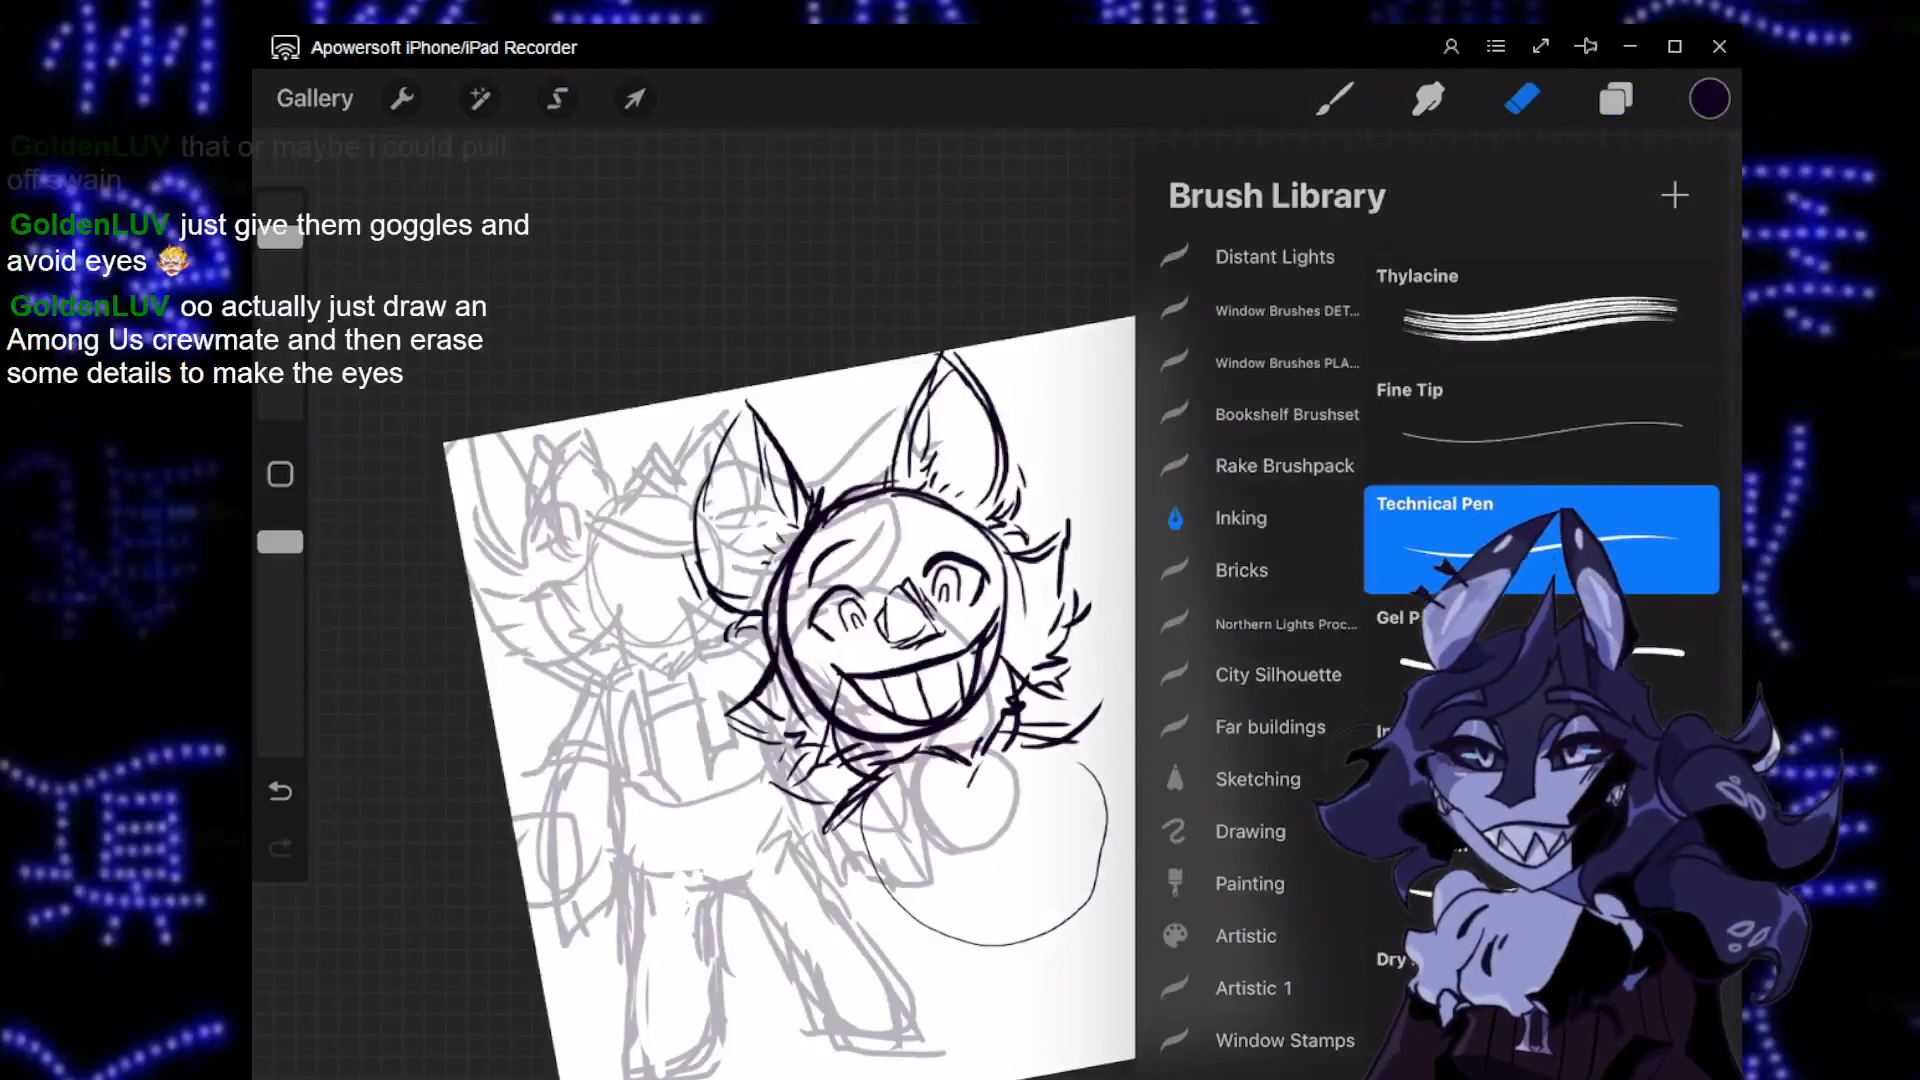 Apowersoft iPhone/iPad Recorder
Gallery
GoldenLUV that or maybe i could pull
off swain
GoldenLUV just give them goggles and
avoid eyes
GoldenLUV oo actually just draw an
Among Us crewmate and then erase
some details to make the eyes
Brush Library
Distant Lights
Window Brushes DET...
Window Brushes PLA...
Bookshelf Brushset
Rake Brushpack
Inking
Bricks
Northern Lights Proc...
City Silhouette
Far buildings
Sketching
Drawing
Painting
Artistic
Artistic 1
Window Stamps
Thylacine
Fine Tip
Technical Pen
Gel P
Dry